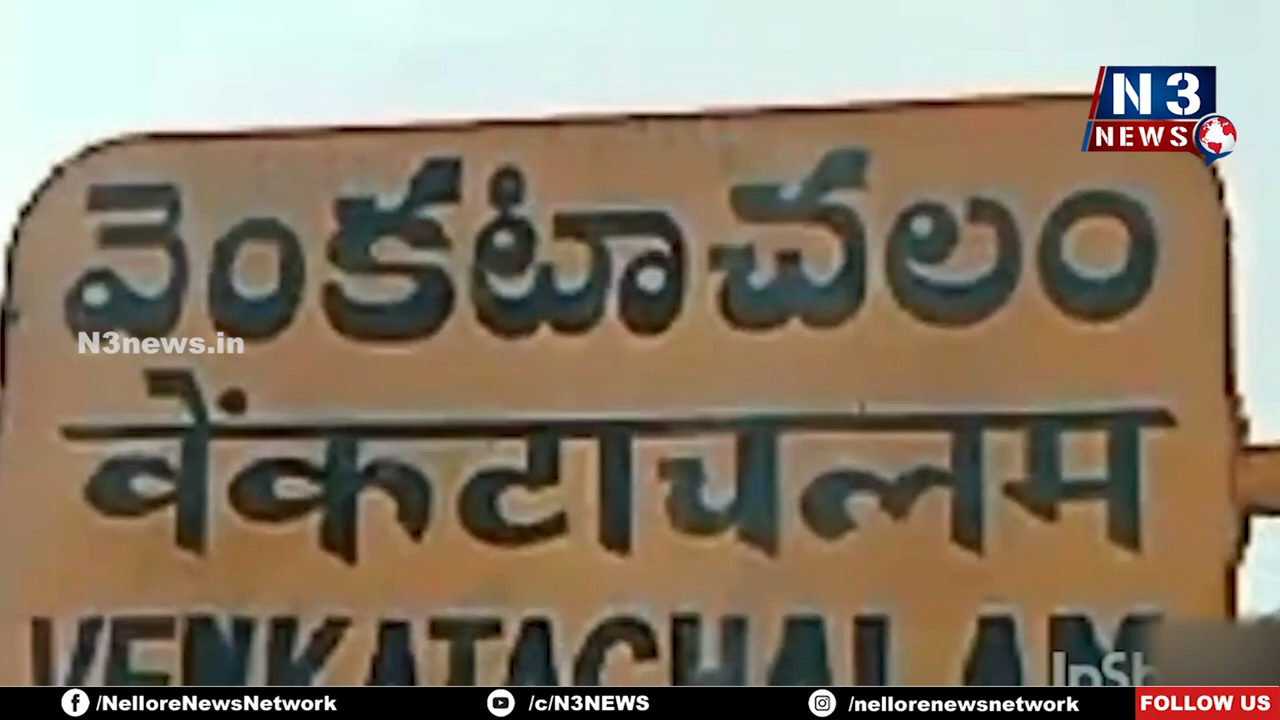 N3
NEWS
వెంకటాచలం
N3news.in
वेंकटाचलम
VENKATACHALAM
/NelloreNewsNetwork
/c/N3NEWS
/nellorenewsnetwork
FOLLOW US